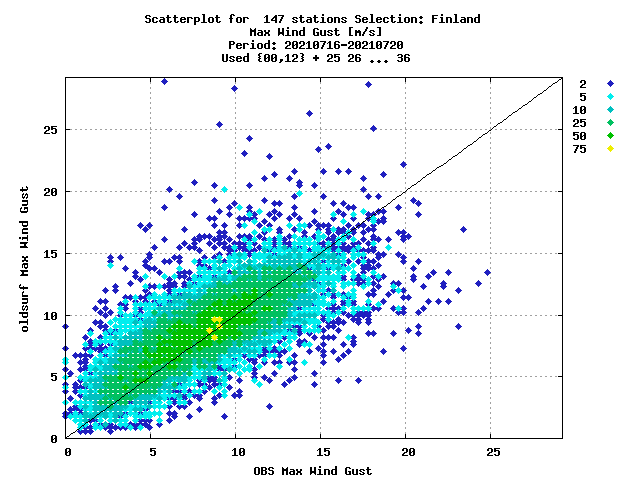 Scatterplot for  147 stations Selection: Finland
Max Wind Gust [m/s]
Period: 20210716-20210720
Used {00,12} + 25 26 ... 36
2
5
10
25
50
75
25
20
15
10
5
0
oldsurf Max Wind Gust
0 5 10 15 20 25
OBS Max Wind Gust